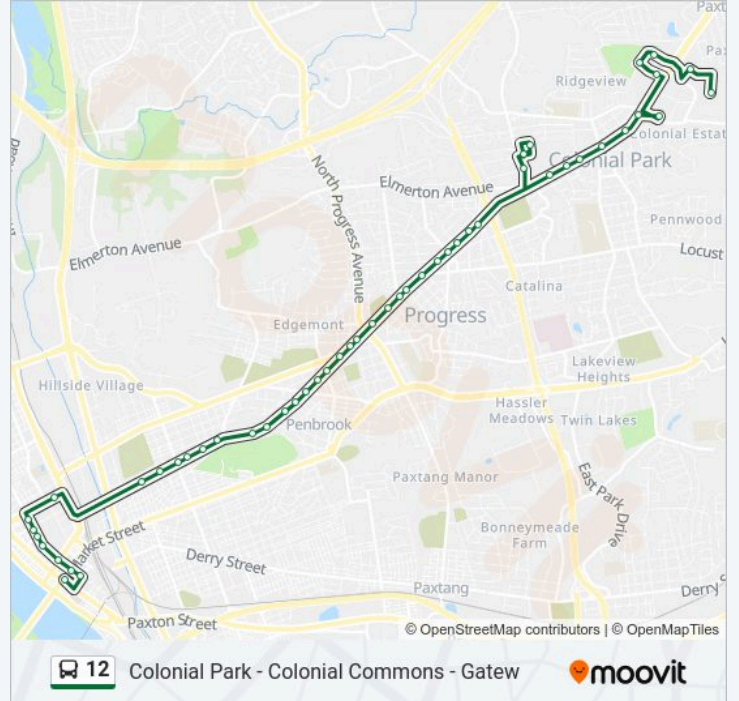 Paxt
Pa
Ridgeview
Colonial Estat
Colonial Park
North Progress Avenue
Elmerton Avenue
Pennwood
Elmerton Avenue
Locust
Catalina
Edgemont
Progress
Lakeview
Heights
Hillside Village
Hassler
Meadows
Twin Lakes
Penbrook
Paxtang Manor
East Park Drive
Bonneymeade
Farm
Market Street
Derry Street
Paxtang
Derry S
Paxton Street
© OpenStreetMap contributors | © OpenMapTiles
12 Colonial Park - Colonial Commons - Gatew
moovit